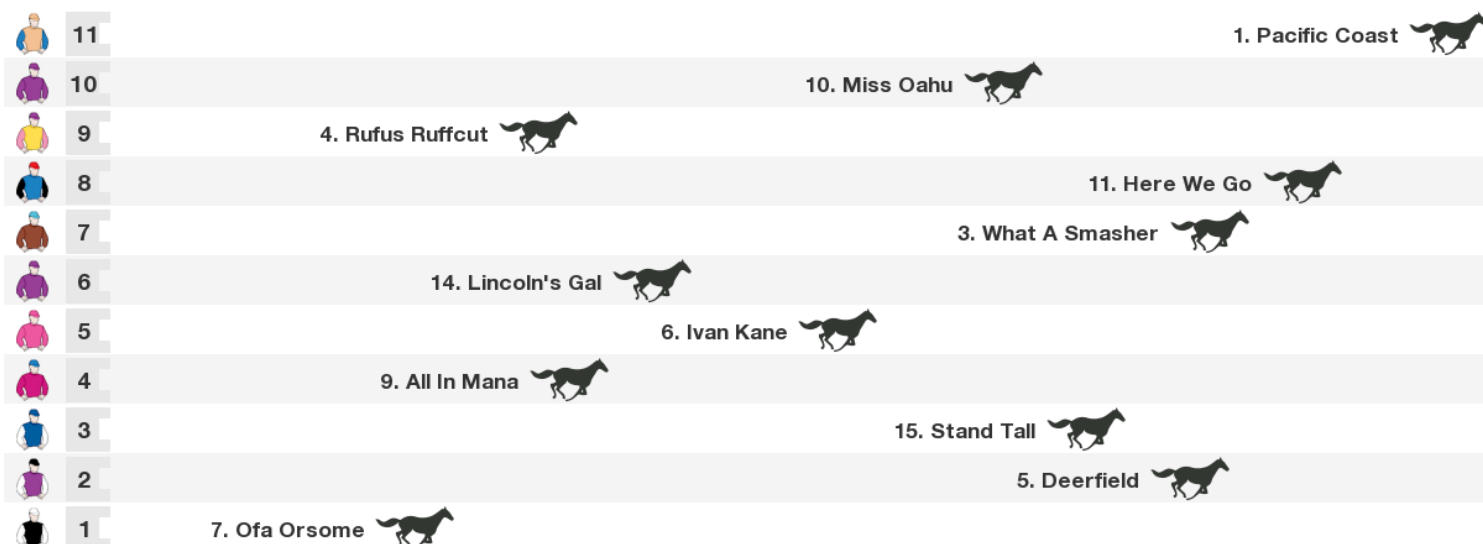 11 1. Pacific Coast
10 10. Miss Oahu
9 4. Rufus Ruffcut
8 11. Here We Go
7 3. What A Smasher
6 14. Lincoln's Gal
5 6. Ivan Kane
4 9. All In Mana
3 15. Stand Tall
2 5. Deerfield
1 7. Ofa Orsome